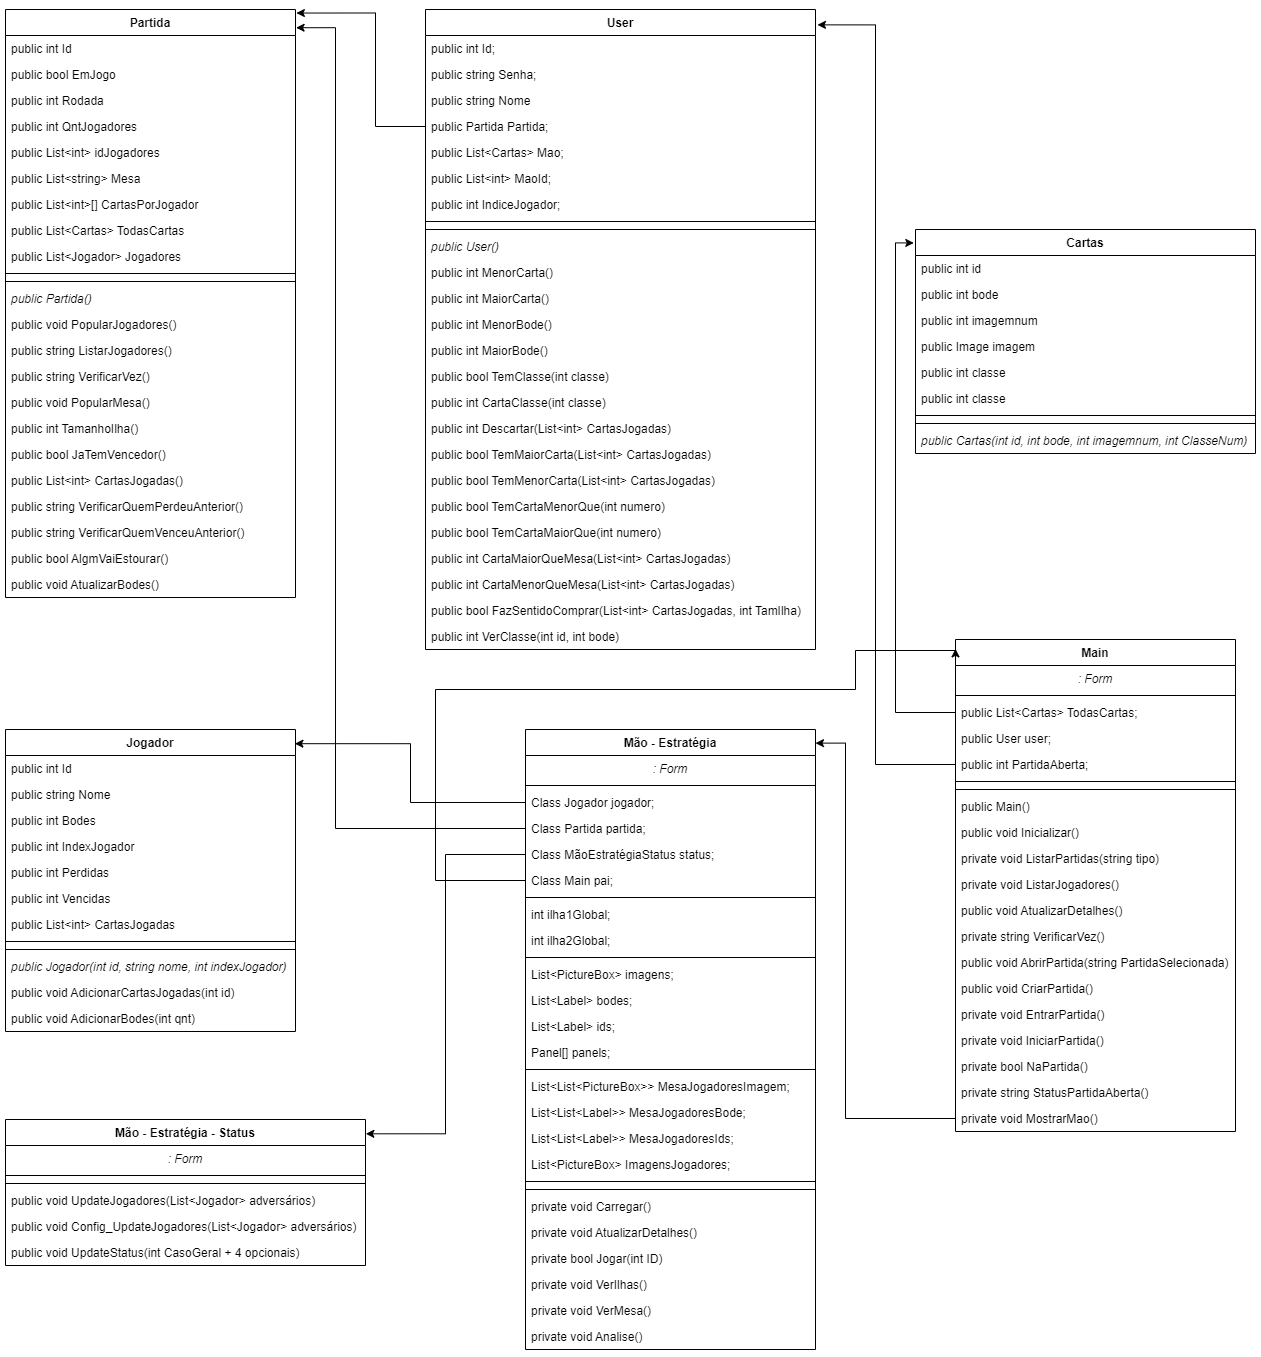 Partida
public int Id
public bool EmJogo
public int Rodada
public int QntJogadores
public List<int> idJogadores
public List<string> Mesa
public List<int>[] CartasPorJogador
public List<Cartas> TodasCartas
public List<Jogador> Jogadores
public Partida()
public void PopularJogadores()
public string ListarJogadores()
public string VerificarVez()
public void PopularMesa()
public int TamanhoIlha()
public bool JaTemVencedor()
public List<int> CartasJogadas()
public string VerificarQuemPerdeuAnterior()
public string VerificarQuemVenceuAnterior()
public bool AlgmVaiEstourar()
public void AtualizarBodes()
User
public int Id;
public string Senha;
public string Nome
public Partida Partida;
public List<Cartas> Mao;
public List<int> MaoId;
public int IndiceJogador;
public User()
public int MenorCarta()
public int MaiorCarta()
public int MenorBode()
public int MaiorBode()
public bool TemClasse(int classe)
public int CartaClasse(int classe)
public int Descartar(List<int> CartasJogadas)
public bool TemMaiorCarta(List<int> CartasJogadas)
public bool TemMenorCarta(List<int> CartasJogadas)
public bool TemCartaMenorQue(int numero)
public bool TemCartaMaiorQue(int numero)
public int CartaMaiorQueMesa(List<int> CartasJogadas)
public int CartaMenorQueMesa(List<int> CartasJogadas)
public bool FazSentidoComprar(List<int> CartasJogadas, int TamIlha)
public int VerClasse(int id, int bode)
Cartas
public int id
public int bode
public int imagemnum
public Image imagem
public int classe
public int classe
public Cartas(int id, int bode, int imagemnum, int ClasseNum)
Main
: Form
public List<Cartas> TodasCartas;
public User user;
public int PartidaAberta;
public Main()
public void Inicializar()
private void ListarPartidas(string tipo)
private void ListarJogadores()
public void AtualizarDetalhes()
private string VerificarVez()
public void AbrirPartida(string PartidaSelecionada)
public void CriarPartida()
private void EntrarPartida()
private void IniciarPartida()
private bool NaPartida()
private string StatusPartidaAberta()
private void MostrarMao()
Jogador
public int Id
public string Nome
public int Bodes
public int IndexJogador
public int Perdidas
public int Vencidas
public List<int> CartasJogadas
public Jogador(int id, string nome, int indexJogador)
public void AdicionarCartasJogadas(int id)
public void AdicionarBodes(int qnt)
Mão - Estratégia
: Form
Class Jogador jogador;
Class Partida partida;
Class MãoEstratégiaStatus status;
Class Main pai;
int ilha1Global;
int ilha2Global;
List<PictureBox> imagens;
List<Label> bodes;
List<Label> ids;
Panel[] panels;
List<List<PictureBox>> MesaJogadoresImagem;
List<List<Label>> MesaJogadoresBode;
List<List<Label>> MesaJogadoresIds;
List<PictureBox> ImagensJogadores;
private void Carregar()
private void AtualizarDetalhes()
private bool Jogar(int ID)
private void VerIlhas()
private void VerMesa()
private void Analise()
Mão - Estratégia - Status
: Form
public void UpdateJogadores(List<Jogador> adversários)
public void Config_UpdateJogadores(List<Jogador> adversários)
public void UpdateStatus(int CasoGeral + 4 opcionais)